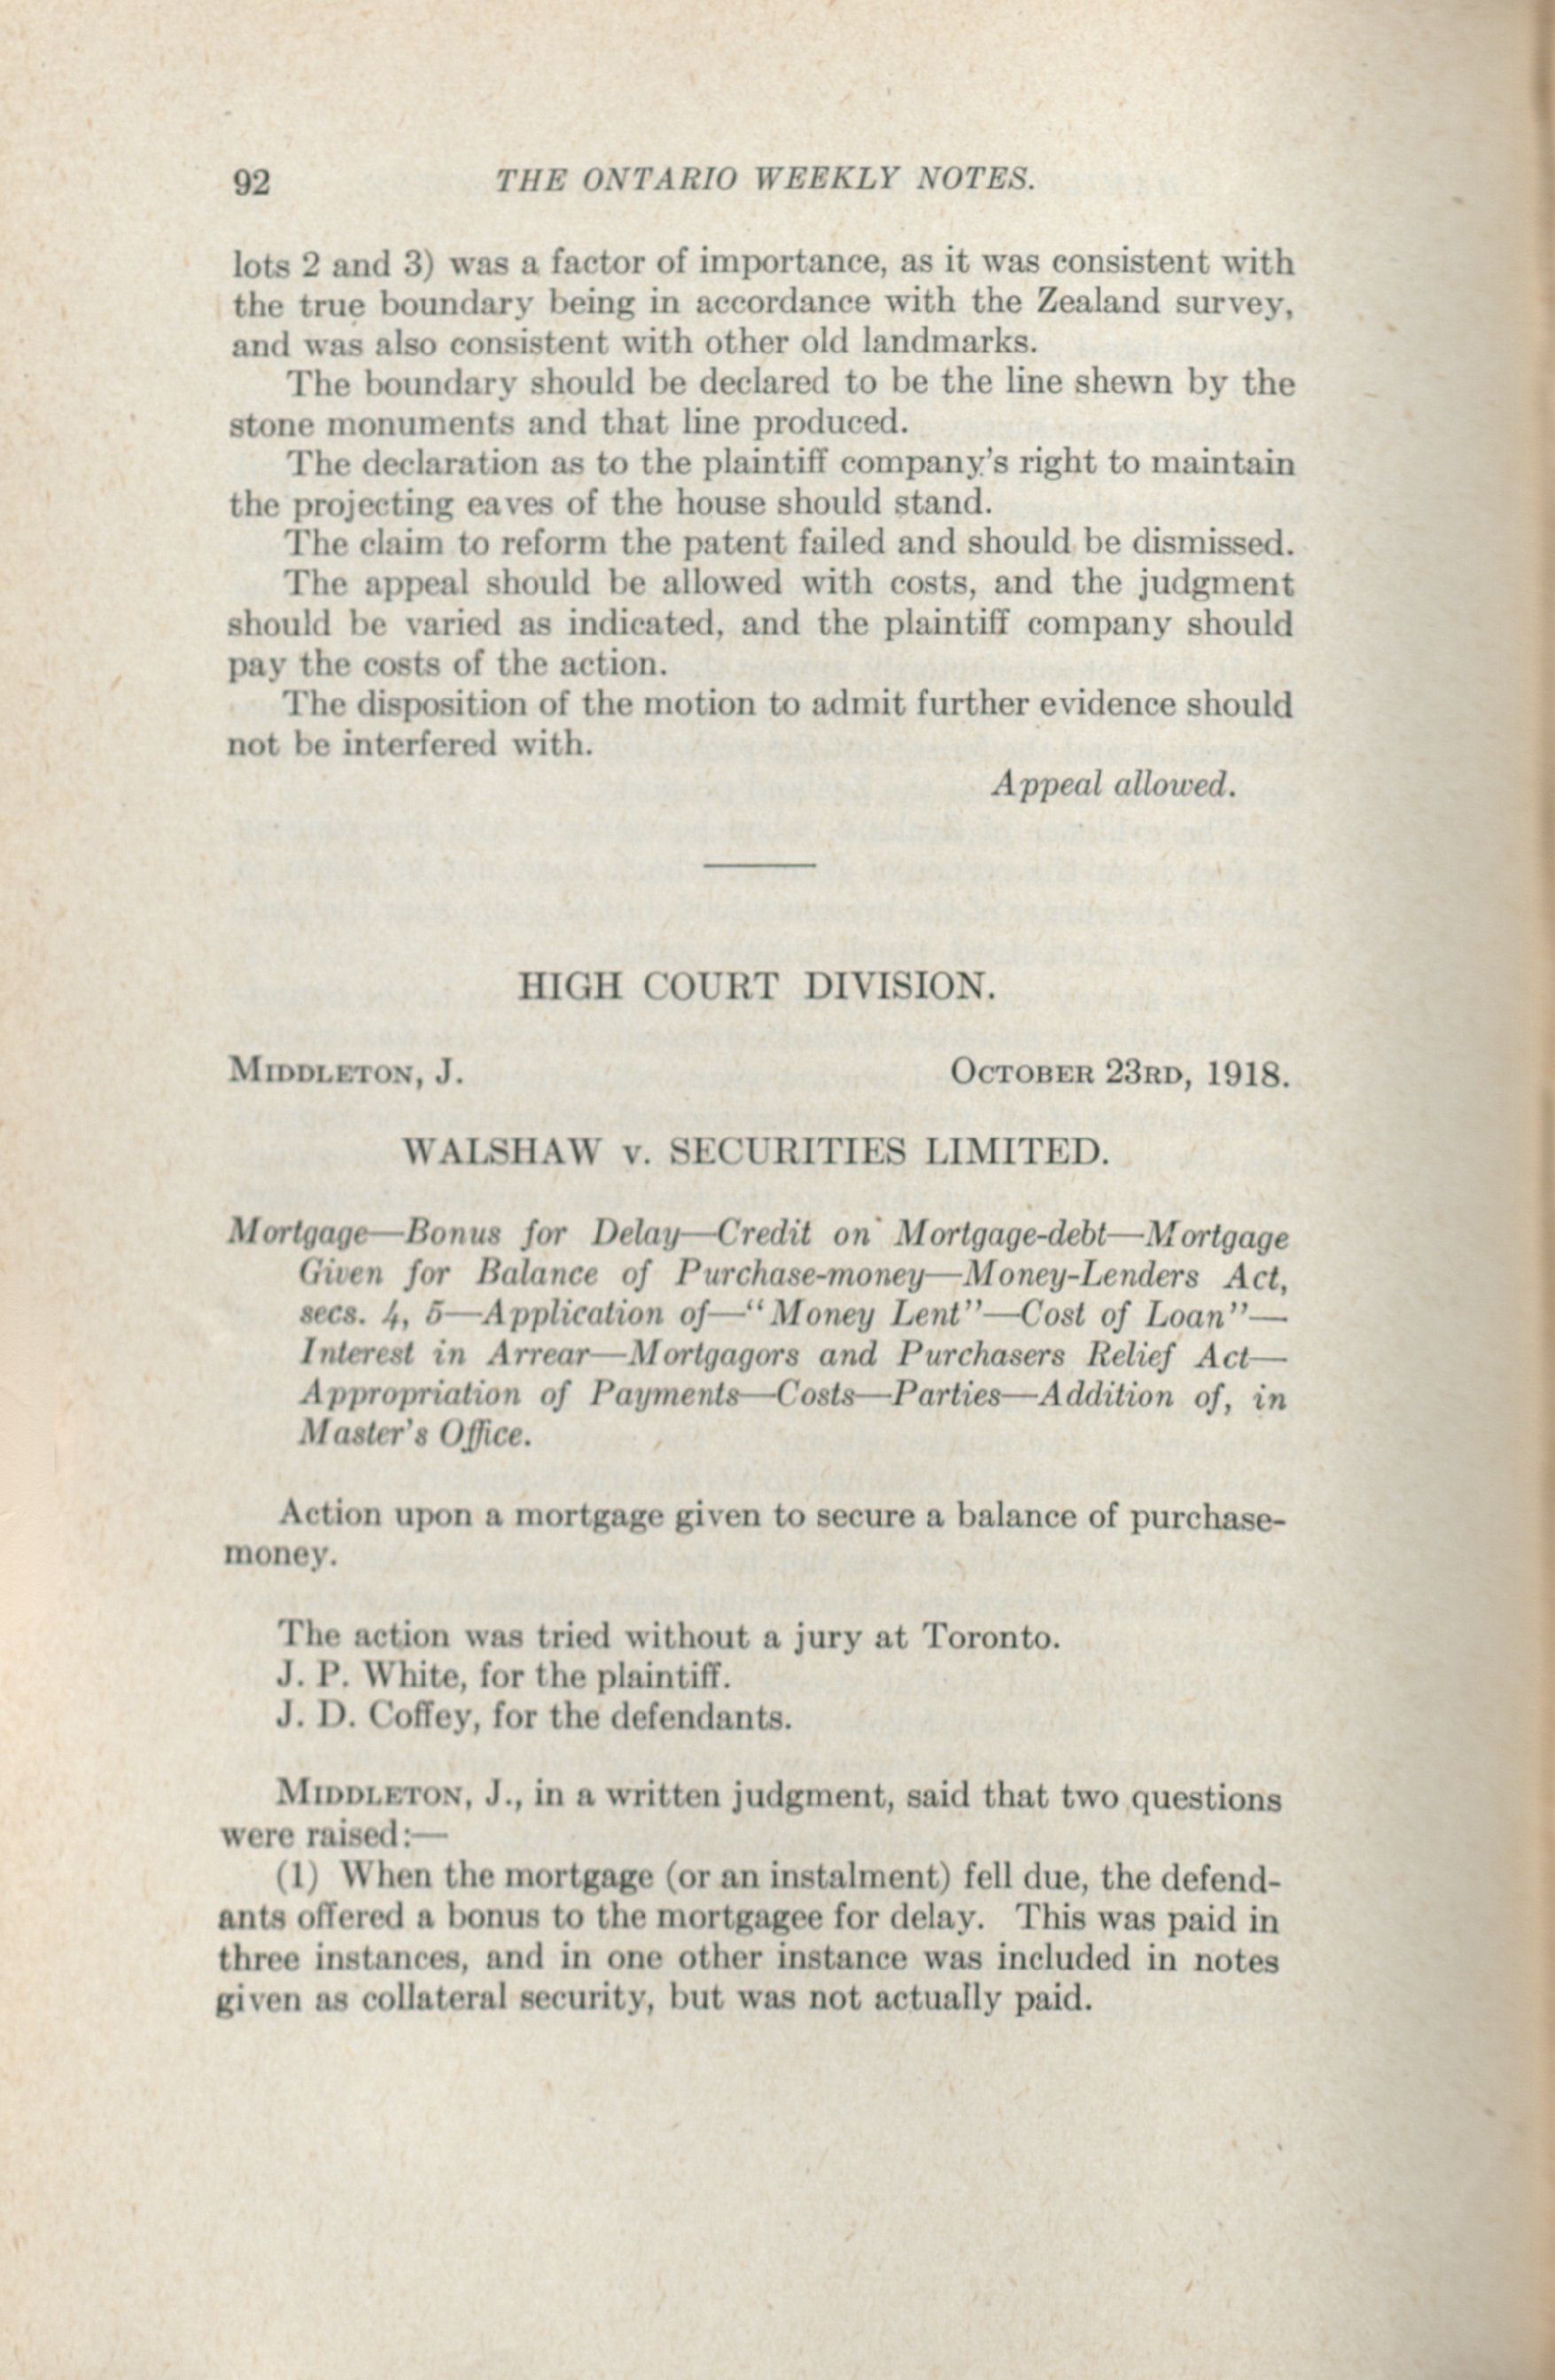 92 THE ONTARIO WEEKLY NOTES.
lots 2 and 3) was a factor of importance, as it was consistent with
the true boundary being in accordance with the Zealand survey,
and was also consistent with other old landmarks.
The boundary should be declared to be the line shewn by the
stone monuments and that line produced.
The declaration as to the plaintiff company's right to maintain
the projecting eaves of the house should stand.
The claim to reform the patent failed and should be dismissed.
The appeal should be allowed with costs, and the judgment
should be varied as indicated, and the plaintiff company should
pay the costs of the action.
The disposition of the motion to admit further evidence should
not be interfered with.
Appeal allowed.
HIGH COURT DIVISION.
MIDDLETON, J. OCTOBER 23RD, 1918.
WALSHAW v. SECURITIES LIMITED.
Mortgage—Bonus for Delay—Credit on Mortgage-debt—Mortgage
Given for Balance of Purchase-money—Money-Lenders Act,
secs. 4, 5—Application of—"Money Lent"—Cost of Loan"—
Interest in Arrear—Mortgagors and Purchasers Relief Act—
Appropriation of Payments—Costs—Parties—Addition of, in
Master's Office.
Action upon a mortgage given to secure a balance of purchase-
money.
The action was tried without a jury at Toronto.
J. P. White, for the plaintiff.
J. D. Coffey, for the defendants.
MIDDLETON, J., in a written judgment, said that two questions
were raised:—
(1) When the mortgage (or an instalment) fell due, the defend-
ants offered a bonus to the mortgagee for delay. This was paid in
three instances, and in one other instance was included in notes
given as collateral security, but was not actually paid.